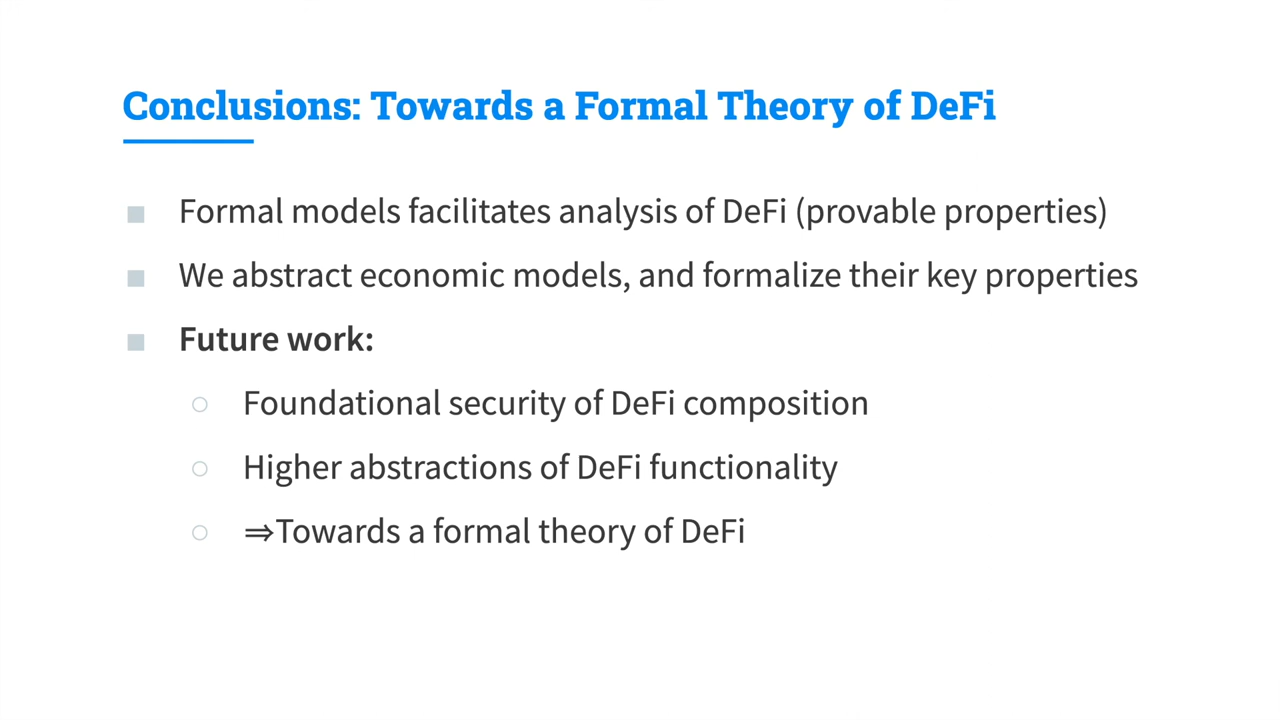 Conclusions: Towards a Formal Theory of DeFi
Formal models facilitates analysis of DeFi (provable properties)
We abstract economic models, and formalize their key properties
Future work:
Foundational security of DeFi composition
Higher abstractions of DeFi functionality
⇒Towards a formal theory of DeFi